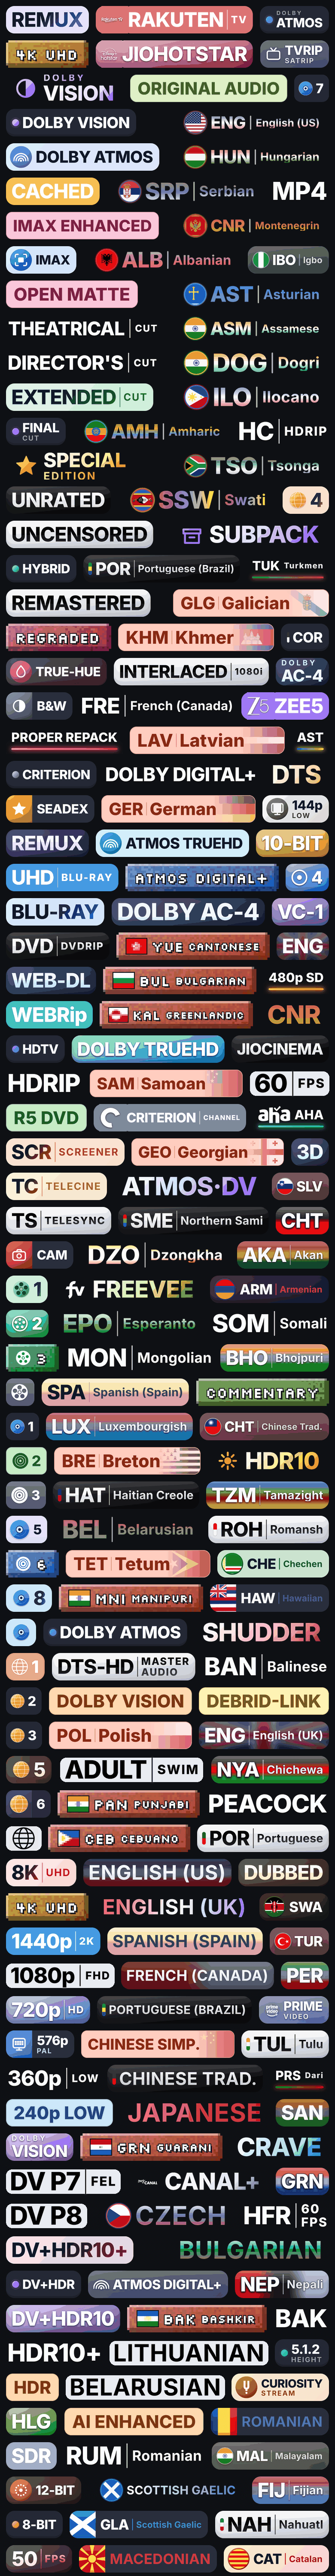 REMUX Rakuten TV RAKUTEN TV DOLBY ATMOS
4K UHD JIOHOTSTAR TVRIP SATRIP
DOLBY VISION ORIGINAL AUDIO 7
DOLBY VISION ENG English (US)
DOLBY ATMOS HUN Hungarian
CACHED SRP Serbian MP4
IMAX ENHANCED CNR Montenegrin
IMAX ALB Albanian IBO Igbo
OPEN MATTE AST Asturian
THEATRICAL CUT ASM Assamese
DIRECTOR'S CUT DOG Dogri
EXTENDED CUT ILO Ilocano
FINAL CUT AMH Amharic HC HDRIP
SPECIAL EDITION TSO Tsonga
UNRATED SSW Swati 4
UNCENSORED SUBPACK
HYBRID POR Portuguese (Brazil) TUK Turkmen
REMASTERED GLG Galician
REGRADED KHM Khmer COR
TRUE-HUE INTERLACED 1080i DOLBY AC-4
B&W FRE French (Canada) Z5 ZEE5
PROPER REPACK LAV Latvian AST
CRITERION DOLBY DIGITAL+ DTS
SEADEX GER German 144p LOW
REMUX ATMOS TRUEHD 10-BIT
UHD BLU-RAY ATMOS DIGITAL+ 4
BLU-RAY DOLBY AC-4 VC-1
DVD DVDRIP YUE CANTONESE ENG
WEB-DL BUL BULGARIAN 480p SD
WEBRip KAL GREENLANDIC CNR
HDTV DOLBY TRUEHD JIOCINEMA
HDRIP SAM Samoan 60 FPS
R5 DVD CRITERION CHANNEL aha AHA
SCR SCREENER GEO Georgian 3D
TC TELECINE ATMOS·DV SLV
TS TELESYNC SME Northern Sami CHT
CAM DZO Dzongkha AKA Akan
1 fv FREEVEE ARM Armenian
2 EPO Esperanto SOM Somali
3 MON Mongolian BHO Bhojpuri
SPA Spanish (Spain) COMMENTARY
1 LUX Luxembourgish CHT Chinese Trad.
2 BRE Breton HDR10
3 HAT Haitian Creole TZM Tamazight
5 BEL Belarusian ROH Romansh
6 TET Tetum CHE Chechen
8 MNI MANIPURI HAW Hawaiian
DOLBY ATMOS SHUDDER
1 DTS-HD MASTER AUDIO BAN Balinese
2 DOLBY VISION DEBRID-LINK
3 POL Polish ENG English (UK)
5 ADULT SWIM NYA Chichewa
6 PAN PUNJABI PEACOCK
CEB CEBUANO POR Portuguese
8K UHD ENGLISH (US) DUBBED
4K UHD ENGLISH (UK) SWA
1440p 2K SPANISH (SPAIN) TUR
1080p FHD FRENCH (CANADA) PER
720p HD PORTUGUESE (BRAZIL) prime video PRIME VIDEO
576p PAL CHINESE SIMP. TUL Tulu
360p LOW CHINESE TRAD. PRS Dari
240p LOW JAPANESE SAN
DOLBY VISION GRN GUARANI CRAVE
DV P7 FEL CANAL+ GRN
DV P8 CZECH HFR 60 FPS
DV+HDR10+ BULGARIAN
DV+HDR ATMOS DIGITAL+ NEP Nepali
DV+HDR10 BAK BASHKIR BAK
HDR10+ LITHUANIAN 5.1.2 HEIGHT
HDR BELARUSIAN CURIOSITY STREAM
HLG AI ENHANCED ROMANIAN
SDR RUM Romanian MAL Malayalam
12-BIT SCOTTISH GAELIC FIJ Fijian
8-BIT GLA Scottish Gaelic NAH Nahuatl
50 FPS MACEDONIAN CAT Catalan